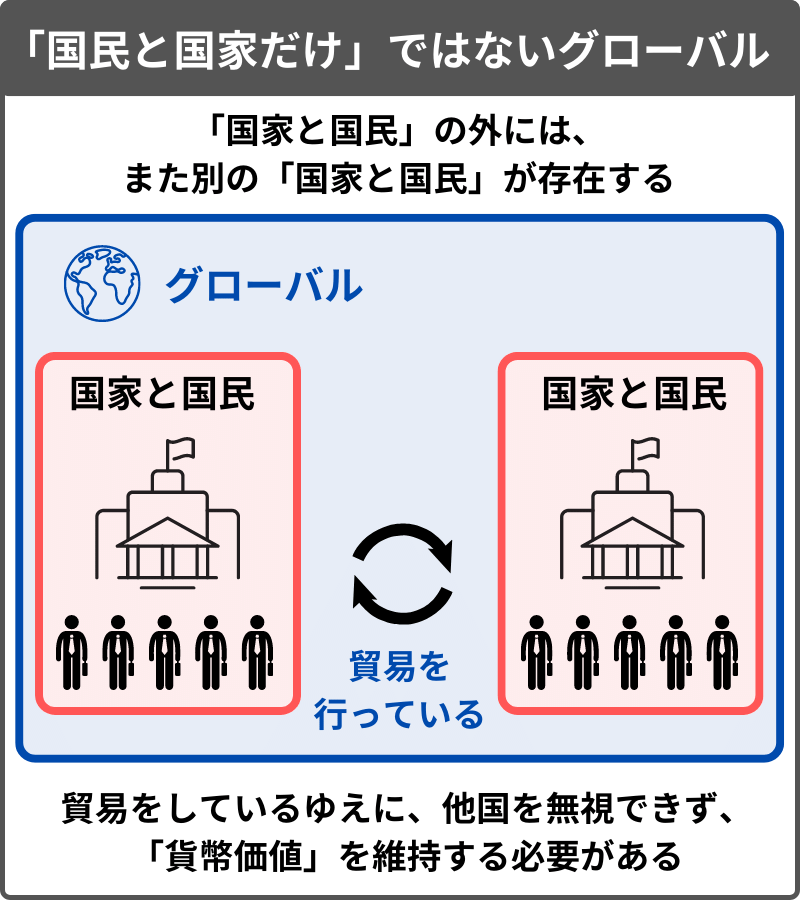 「国民と国家だけ」ではないグローバル
「国家と国民」の外には、
また別の「国家と国民」が存在する
グローバル
国家と国民
国家と国民
貿易を
行っている
貿易をしているゆえに、他国を無視できず、
「貨幣価値」を維持する必要がある